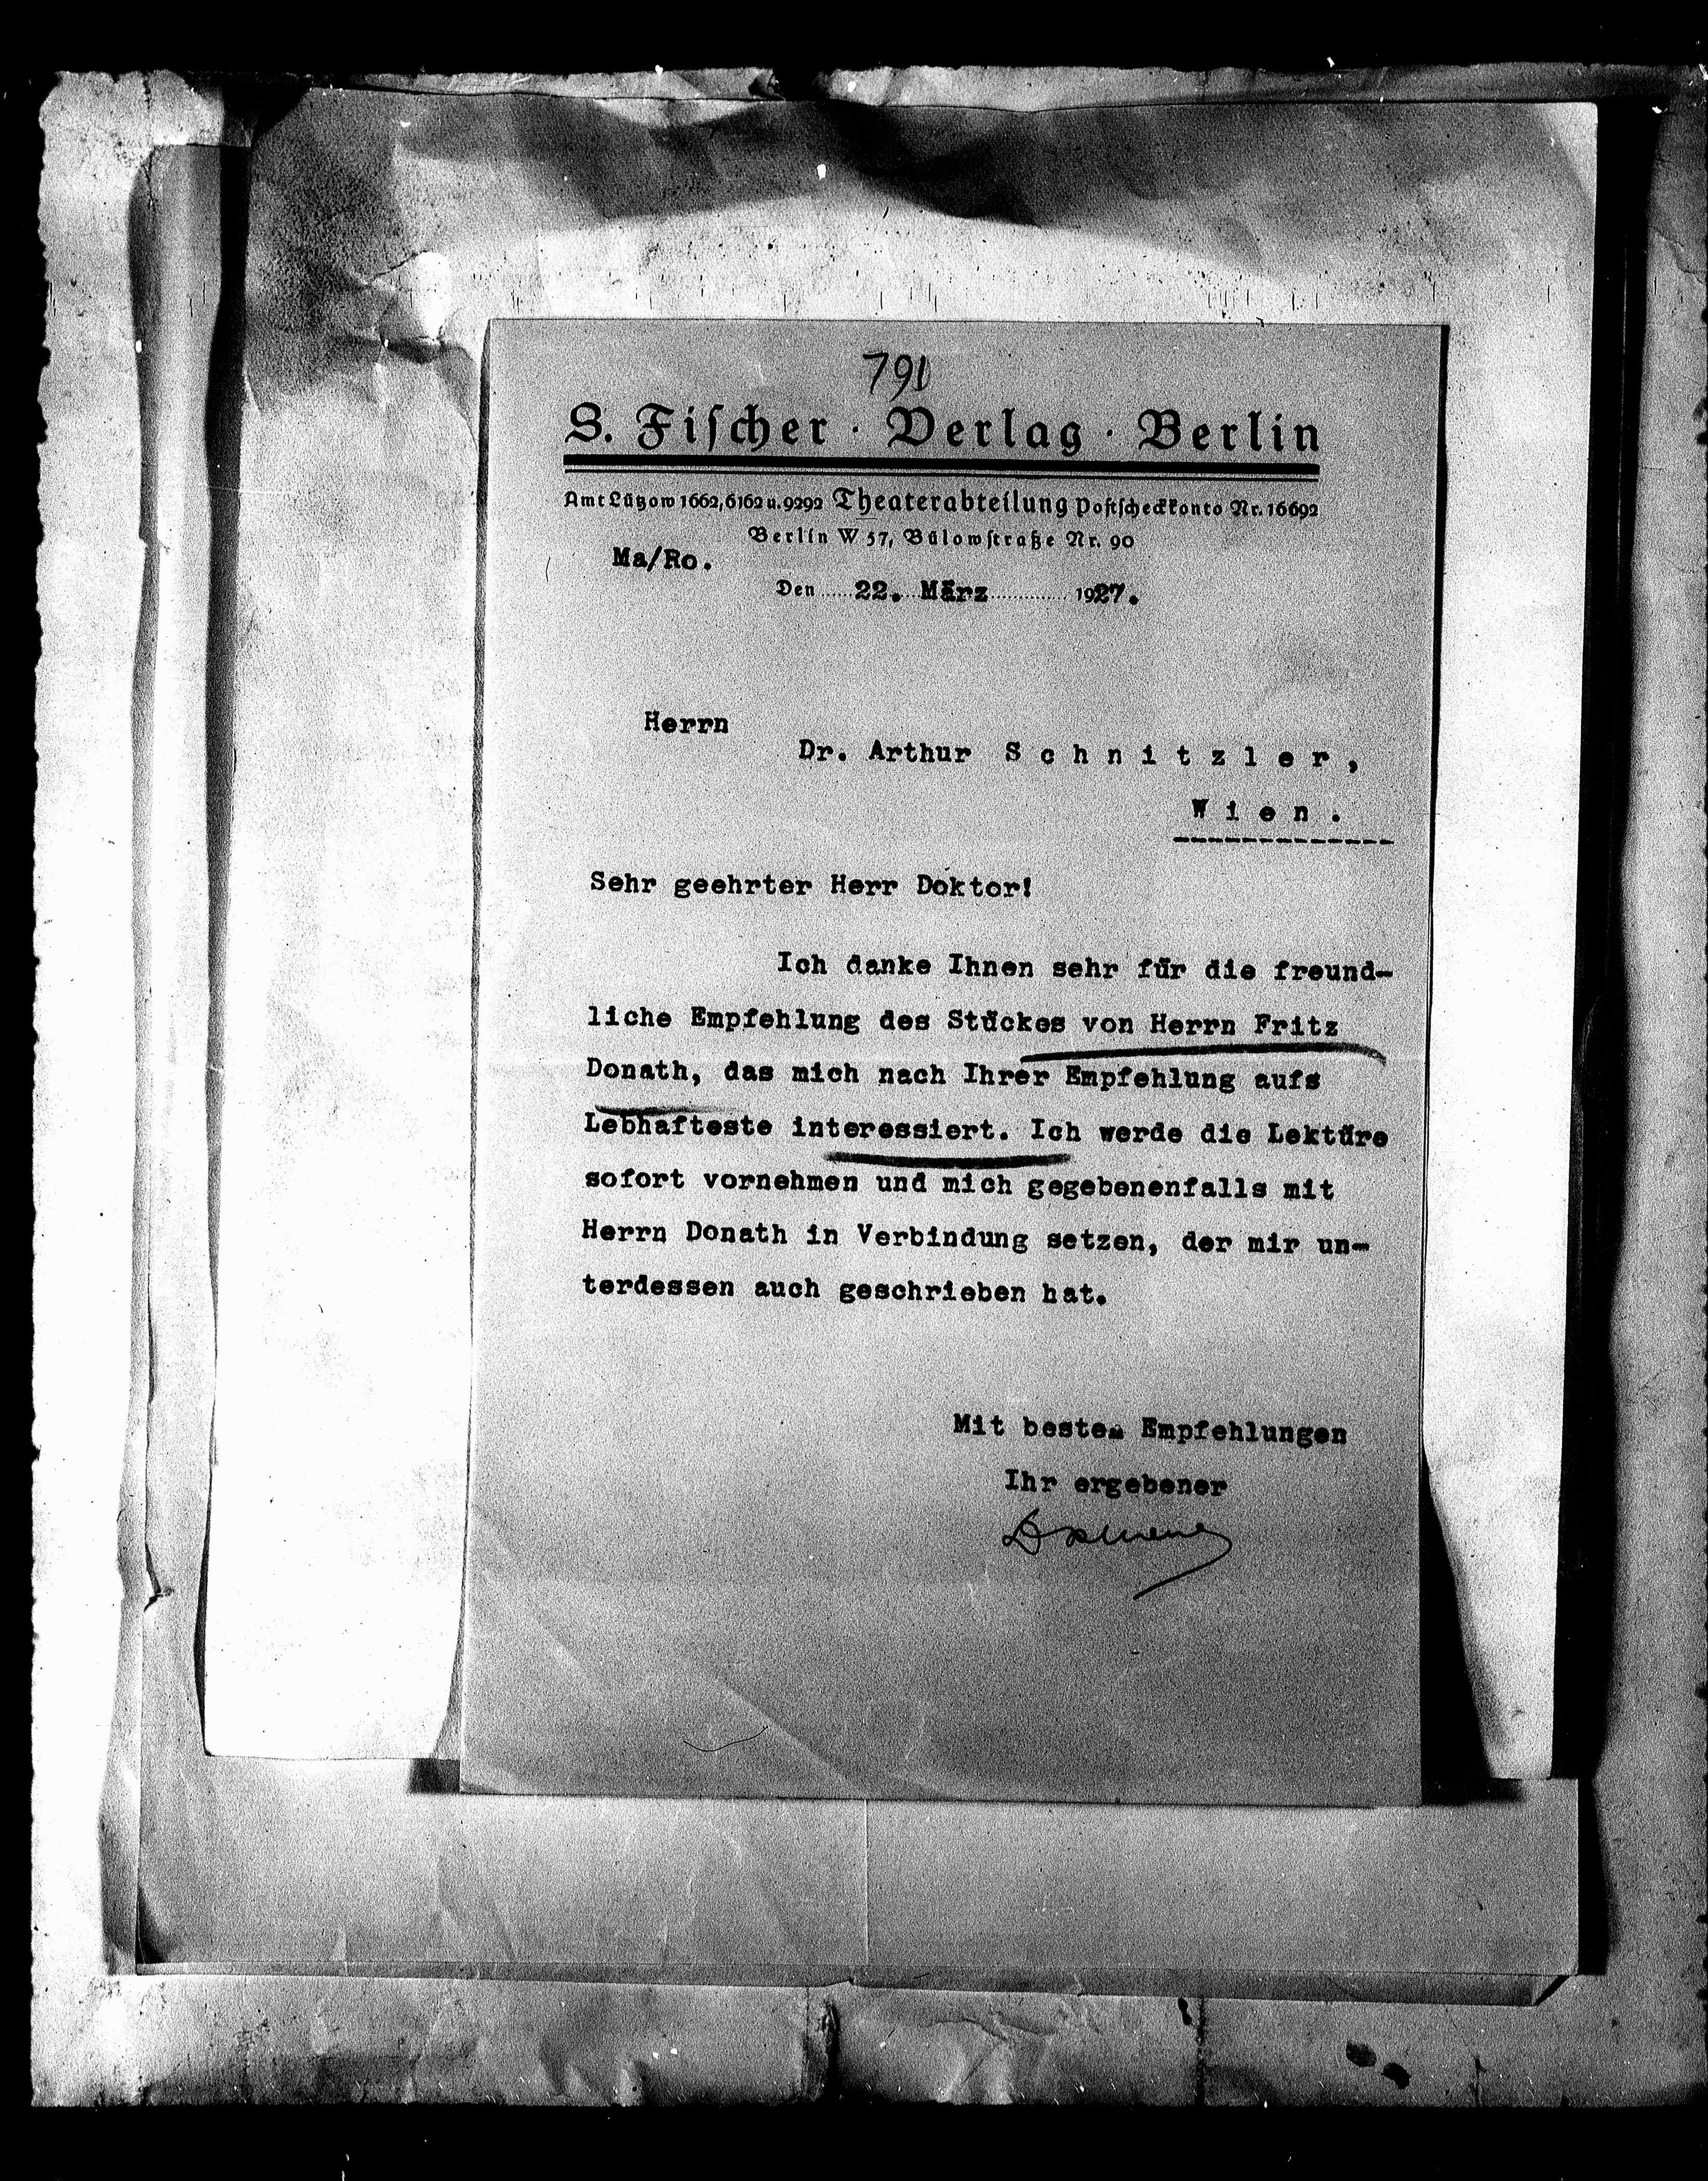 791
S. Fischer · Verlag · Berlin
Amt Lützow 1662, 6162 u. 9292 Theaterabteilung Postscheckkonto Nr. 16692
Berlin W 57, Bülowstraße Nr. 90
Ma/Ro.
Den 22. März 1927.
Herrn
Dr. Arthur S c h n i t z l e r ,
W i e n .
Sehr geehrter Herr Doktor!
Ich danke Ihnen sehr für die freund-
liche Empfehlung des Stückes von Herrn Fritz
Donath, das mich nach Ihrer Empfehlung aufs
Lebhafteste interessiert. Ich werde die Lektüre
sofort vornehmen und mich gegebenenfalls mit
Herrn Donath in Verbindung setzen, der mir un-
terdessen auch geschrieben hat.
Mit besten Empfehlungen
Ihr ergebener